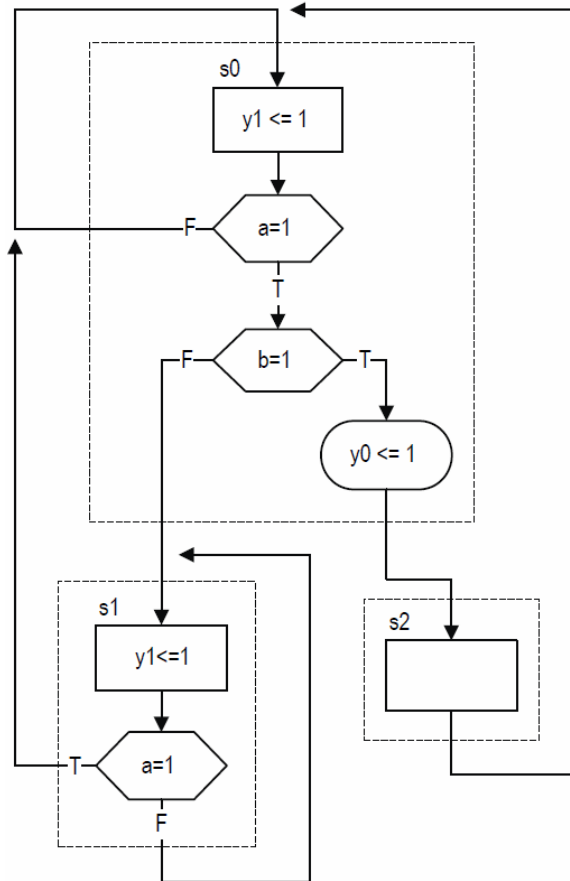 s0
y1 <= 1
F
a=1
T
F
b=1
T
y0 <= 1
s1
y1<=1
s2
T
a=1
F